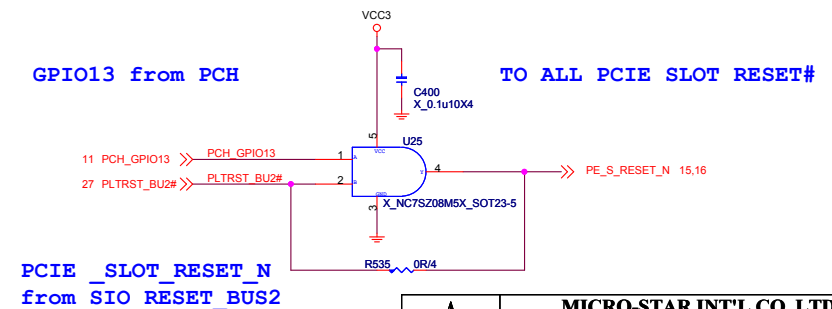 VCC3
GPIO13 from PCH
TO ALL PCIE SLOT RESET#
C400
X_0.1u10X4
5
U25
VCC
11 PCH_GPIO13
PCH_GPIO13
1
A
27 PLTRST_BU2#
PLTRST_BU2#
2
B
Y
4
PE_S_RESET_N 15,16
GND
3
X_NC7SZ08M5X_SOT23-5
R535
0R/4
PCIE _SLOT_RESET_N
from SIO RESET_BUS2
MICRO-STAR INT'L CO.,LTD